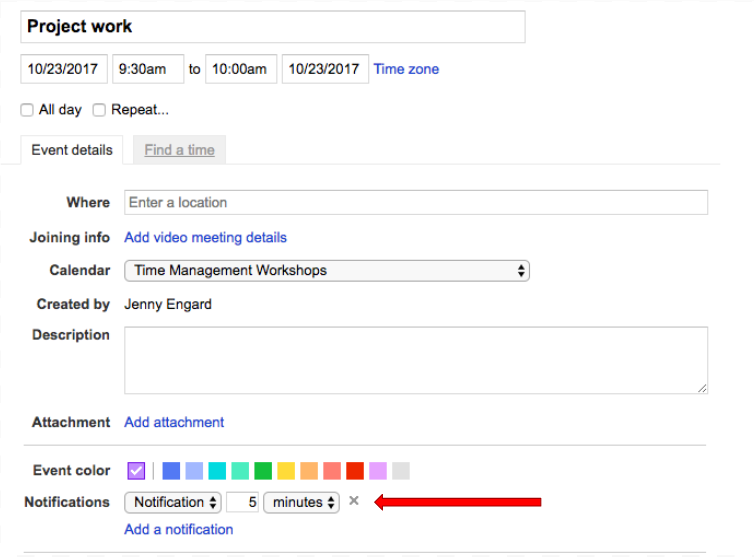 Project work
10/23/2017 9:30am to 10:00am 10/23/2017 Time zone
All day Repeat...
Event details Find a time
Where Enter a location
Joining info Add video meeting details
Calendar Time Management Workshops
Created by Jenny Engard
Description
Attachment Add attachment
Event color
Notifications Notification 5 minutes ×
Add a notification